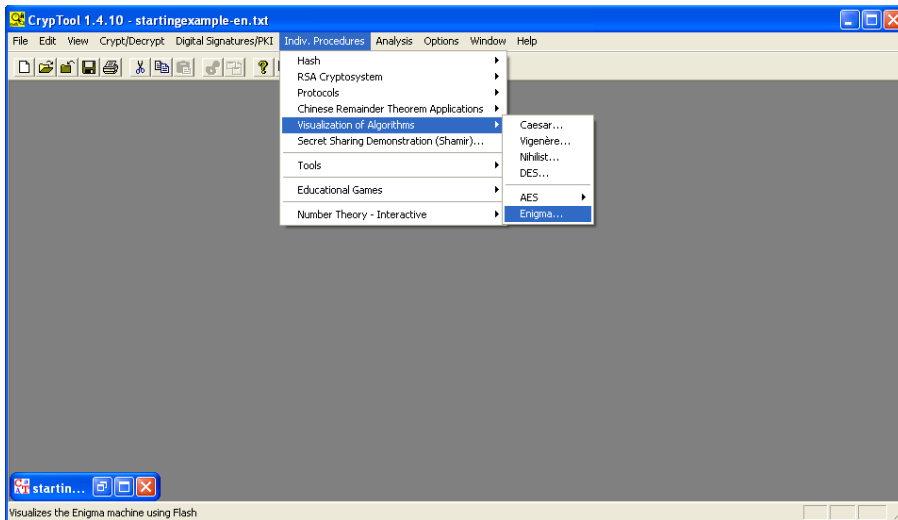 CrypTool 1.4.10 - startingexample-en.txt
File Edit View Crypt/Decrypt Digital Signatures/PKI Indiv. Procedures Analysis Options Window Help
Hash
RSA Cryptosystem
Protocols
Chinese Remainder Theorem Applications
Visualization of Algorithms
Secret Sharing Demonstration (Shamir)...
Tools
Educational Games
Number Theory - Interactive
Caesar...
Vigenère...
Nihilist...
DES...
AES
Enigma...
startin...
Visualizes the Enigma machine using Flash